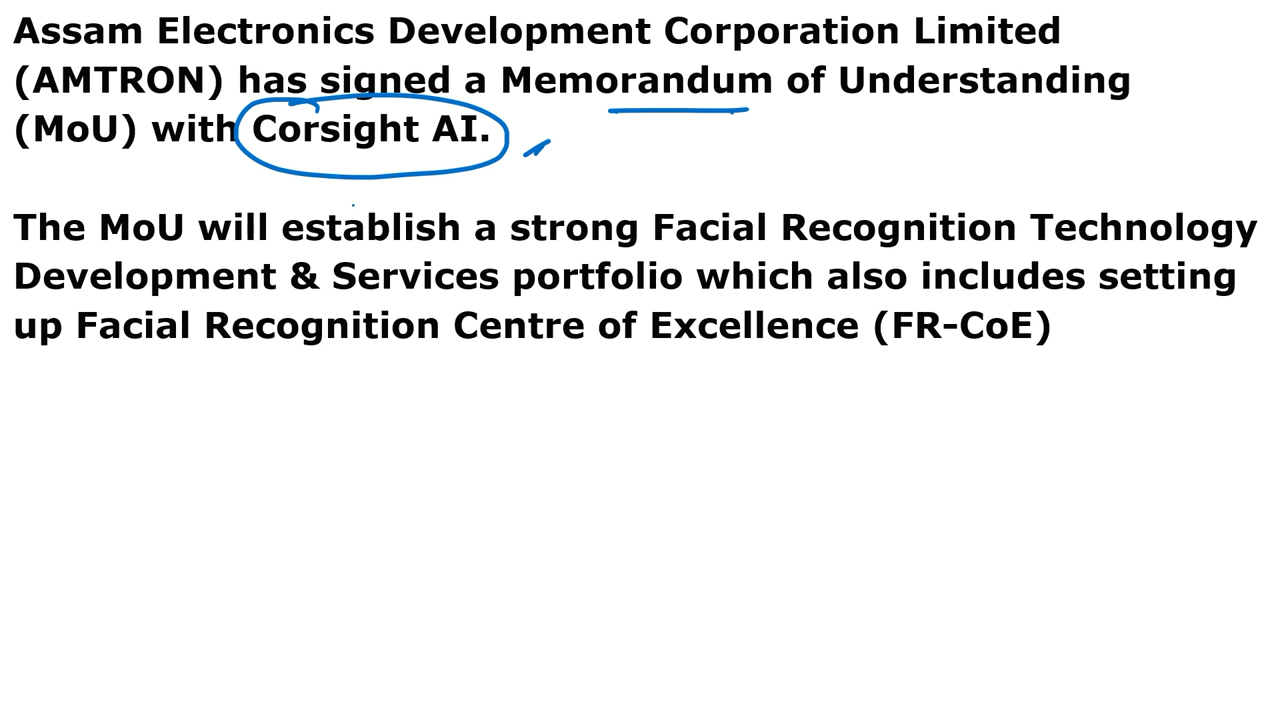 Assam Electronics Development Corporation Limited
(AMTRON) has signed a Memorandum of Understanding
(MoU) with Corsight AI.
The MoU will establish a strong Facial Recognition Technology
Development & Services portfolio which also includes setting
up Facial Recognition Centre of Excellence (FR-CoE)